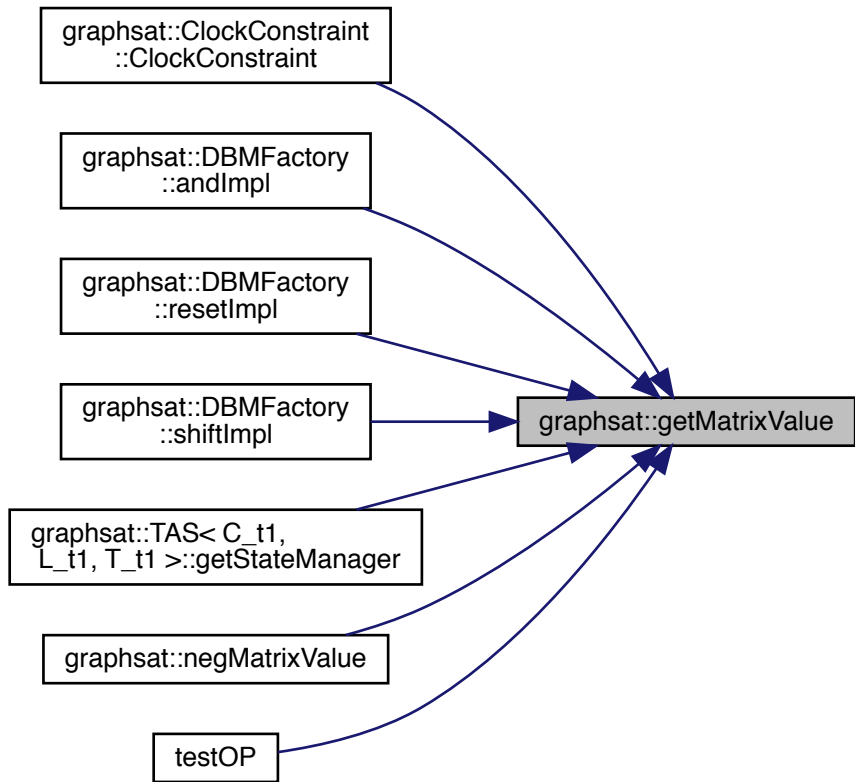 graphsat::ClockConstraint
::ClockConstraint
graphsat::DBMFactory
::andImpl
graphsat::DBMFactory
::resetImpl
graphsat::DBMFactory
::shiftImpl
graphsat::getMatrixValue
graphsat::TAS< C_t1,
L_t1, T_t1 >::getStateManager
graphsat::negMatrixValue
testOP